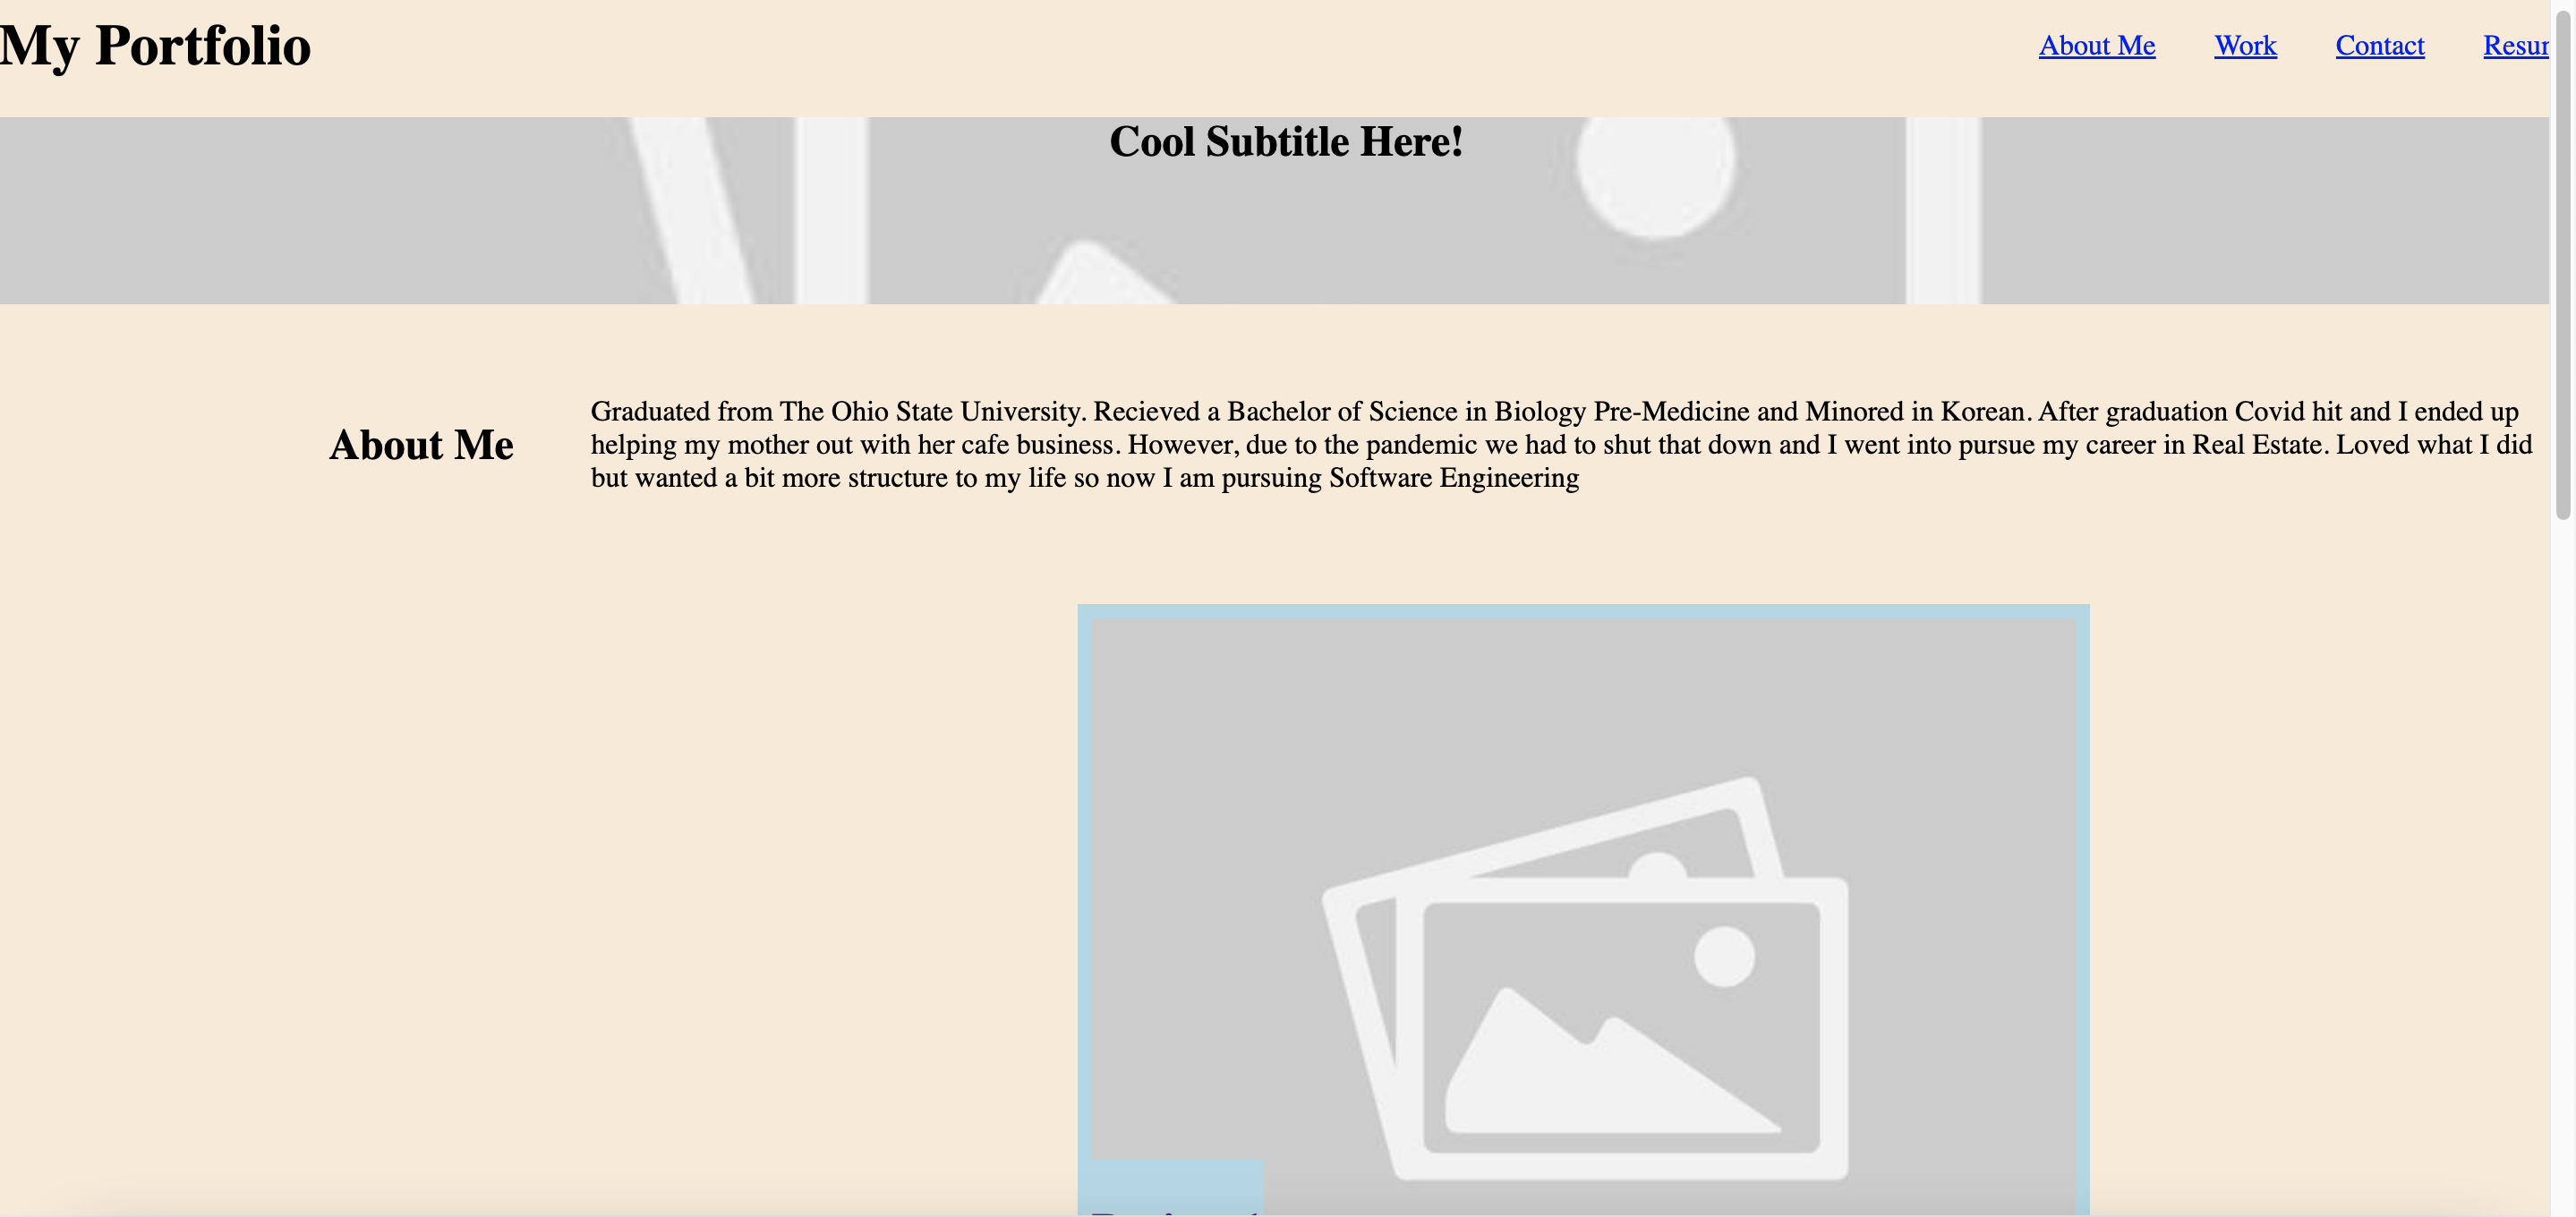 My Portfolio
About Me Work Contact Resu
Cool Subtitle Here!
About Me
Graduated from The Ohio State University. Recieved a Bachelor of Science in Biology Pre-Medicine and Minored in Korean. After graduation Covid hit and I ended up
helping my mother out with her cafe business. However, due to the pandemic we had to shut that down and I went into pursue my career in Real Estate. Loved what I did
but wanted a bit more structure to my life so now I am pursuing Software Engineering